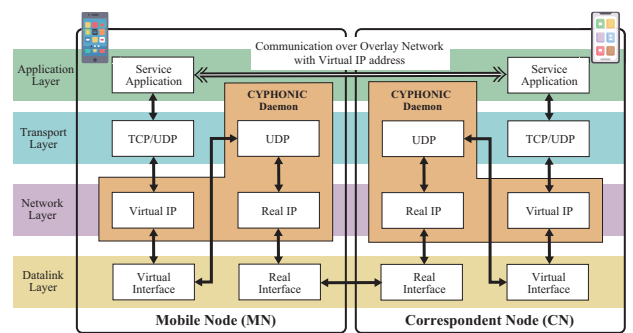 Communication over Overlay Network
with Virtual IP address
Application
Layer
Service
Application
Service
Application
CYPHONIC
Daemon
CYPHONIC
Daemon
Transport
Layer
TCP/UDP
UDP
UDP
TCP/UDP
Network
Layer
Virtual IP
Real IP
Real IP
Virtual IP
Datalink
Layer
Virtual
Interface
Real
Interface
Real
Interface
Virtual
Interface
Mobile Node (MN)
Correspondent Node (CN)